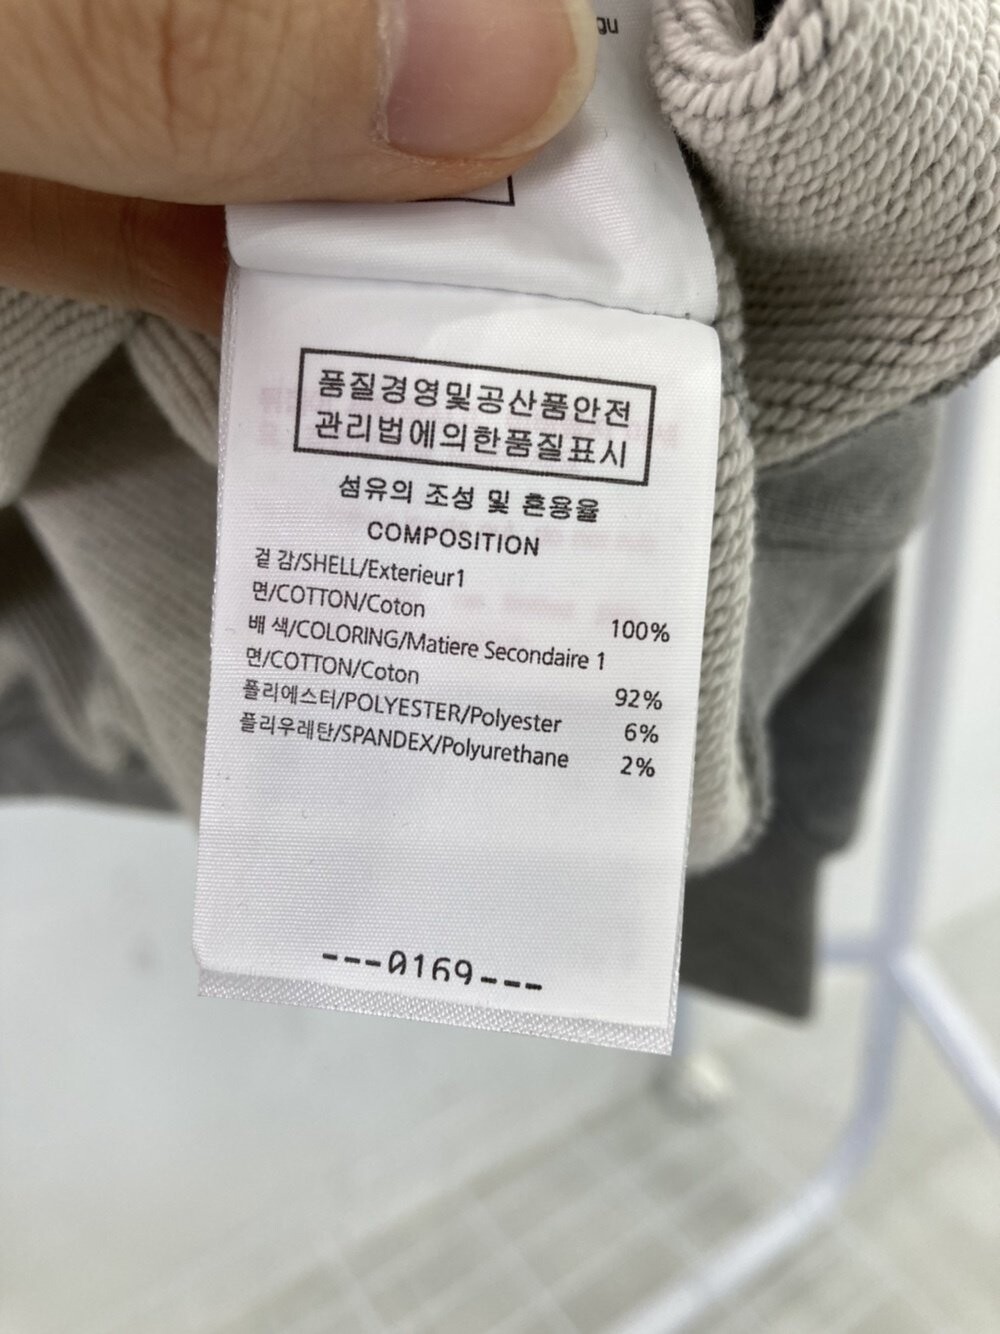 gu
품질경영및공산품안전
관리법에의한품질표시
섬유의 조성 및 혼용율
COMPOSITION
겉 감/SHELL/Exterieur1
면/COTTON/Coton 100%
배 색/COLORING/Matiere Secondaire 1
면/COTTON/Coton 92%
폴리에스터/POLYESTER/Polyester 6%
폴리우레탄/SPANDEX/Polyurethane 2%
---0169---